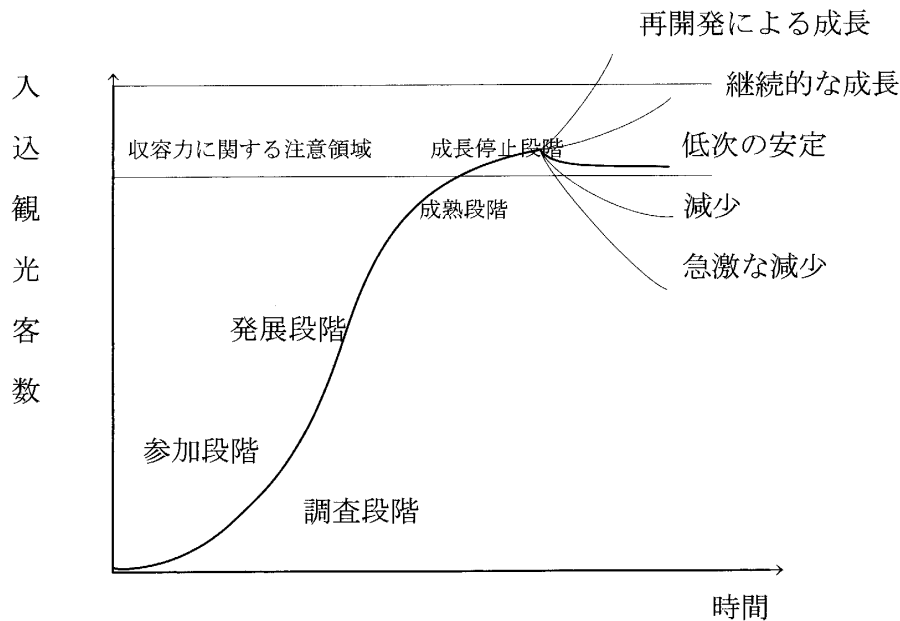 再開発による成長
継続的な成長
入込観光客数
収容力に関する注意領域
成長停止段階
低次の安定
成熟段階
減少
急激な減少
発展段階
参加段階
調査段階
時間